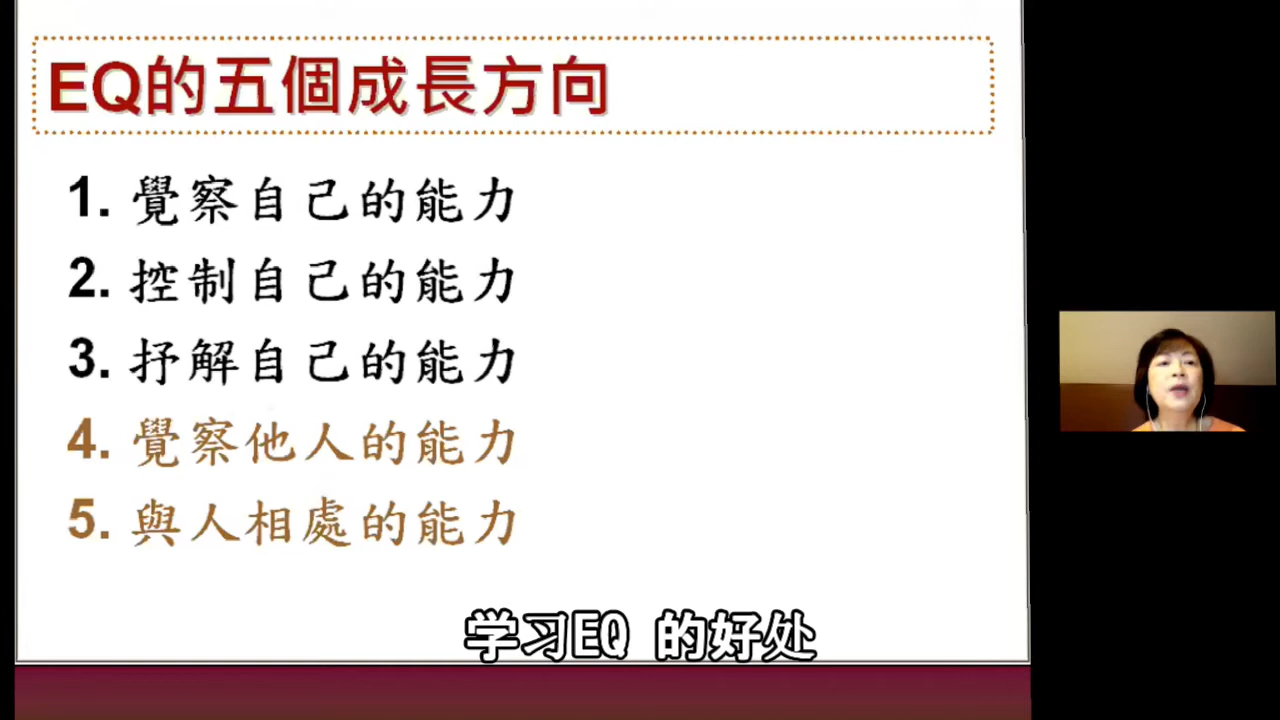 EQ的五個成長方向
1. 覺察自己的能力
2. 控制自己的能力
3. 抒解自己的能力
4. 覺察他人的能力
5. 與人相處的能力
学习EQ 的好处